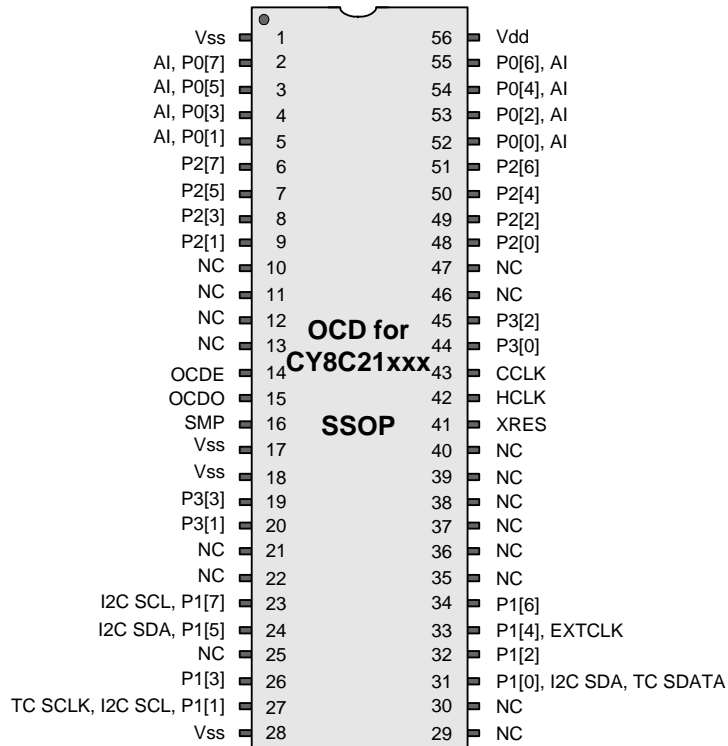 Vss 1 56 Vdd
AI, P0[7] 2 55 P0[6], AI
AI, P0[5] 3 54 P0[4], AI
AI, P0[3] 4 53 P0[2], AI
AI, P0[1] 5 52 P0[0], AI
P2[7] 6 51 P2[6]
P2[5] 7 50 P2[4]
P2[3] 8 49 P2[2]
P2[1] 9 48 P2[0]
NC 10 47 NC
NC 11 46 NC
NC 12 45 P3[2]
OCD for
NC 13 44 P3[0]
CY8C21xxx
OCDE 14 43 CCLK
OCDO 15 42 HCLK
SMP 16 SSOP 41 XRES
Vss 17 40 NC
Vss 18 39 NC
P3[3] 19 38 NC
P3[1] 20 37 NC
NC 21 36 NC
NC 22 35 NC
I2C SCL, P1[7] 23 34 P1[6]
I2C SDA, P1[5] 24 33 P1[4], EXTCLK
NC 25 32 P1[2]
P1[3] 26 31 P1[0], I2C SDA, TC SDATA
TC SCLK, I2C SCL, P1[1] 27 30 NC
Vss 28 29 NC